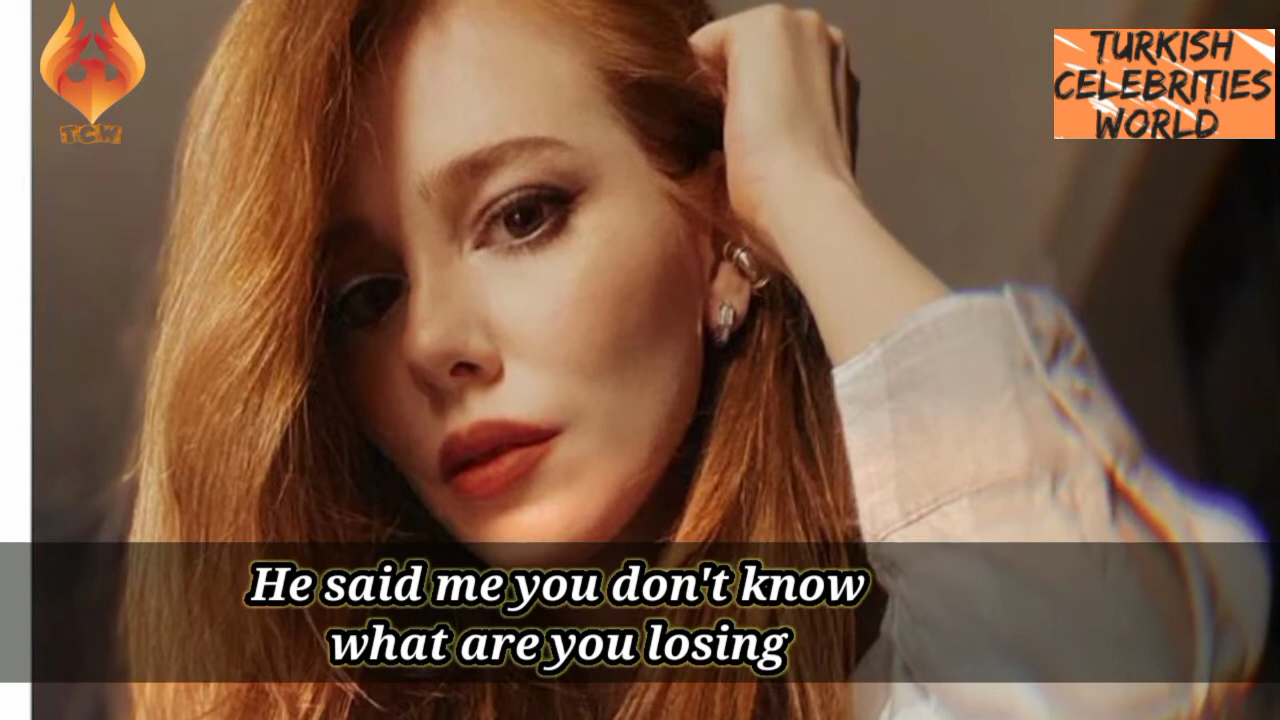 TCW
TURKISH
CELEBRITIES
WORLD
He said me you don't know
what are you losing